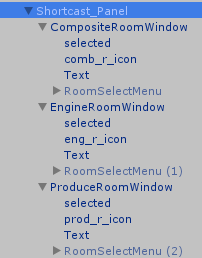 Shortcast_Panel
CompositeRoomWindow
selected
comb_r_icon
Text
RoomSelectMenu
EngineRoomWindow
selected
eng_r_icon
Text
RoomSelectMenu (1)
ProduceRoomWindow
selected
prod_r_icon
Text
RoomSelectMenu (2)